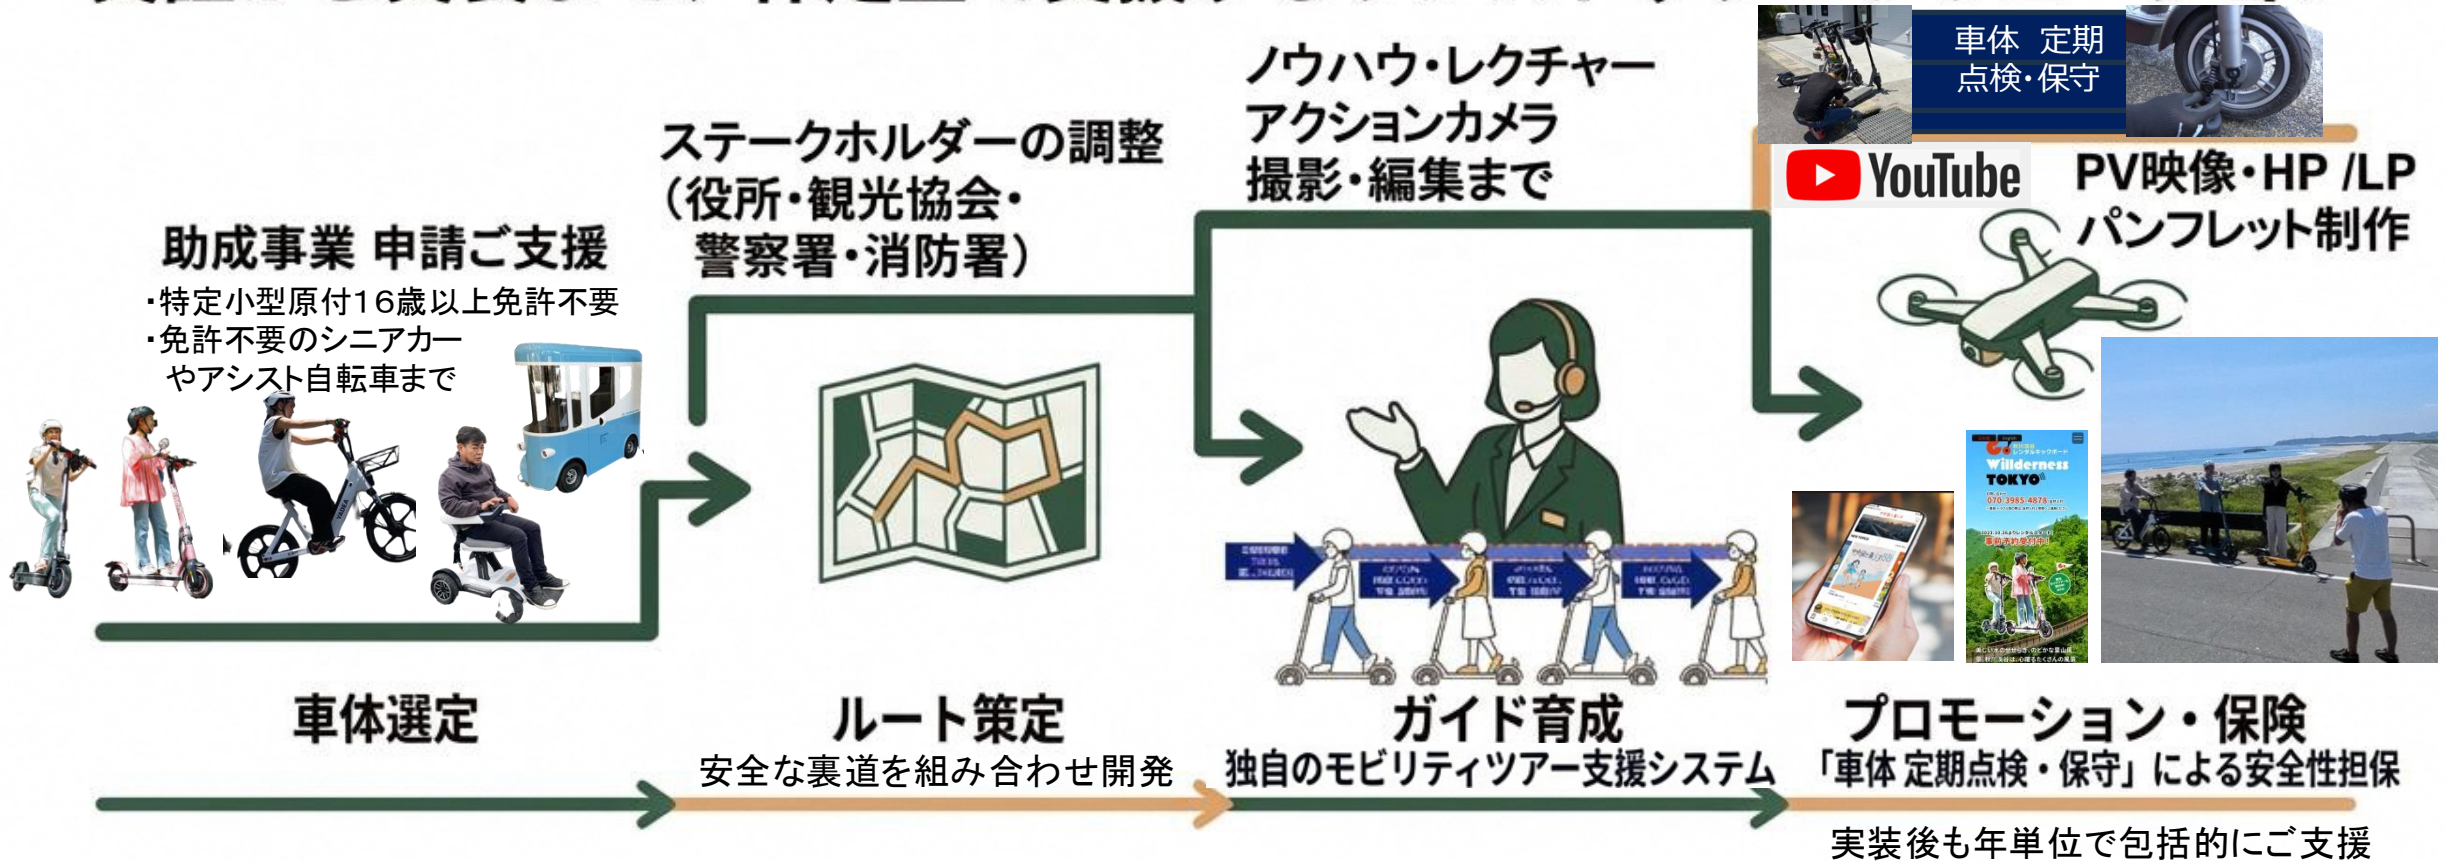 助成事業 申請ご支援
・特定小型原付１６歳以上免許不要
・免許不要のシニアカー
やアシスト自転車まで
ステークホルダーの調整
（役所・観光協会・
警察署・消防署）
ノウハウ・レクチャー
アクションカメラ
撮影・編集まで
車体 定期
点検・保守
YouTube
PV映像・HP /LP
パンフレット制作
Willderness
TOKYO
070-3985-4878
車体選定
ルート策定
安全な裏道を組み合わせ開発
ガイド育成
独自のモビリティツアー支援システム
プロモーション・保険
「車体 定期点検・保守」による安全性担保
実装後も年単位で包括的にご支援